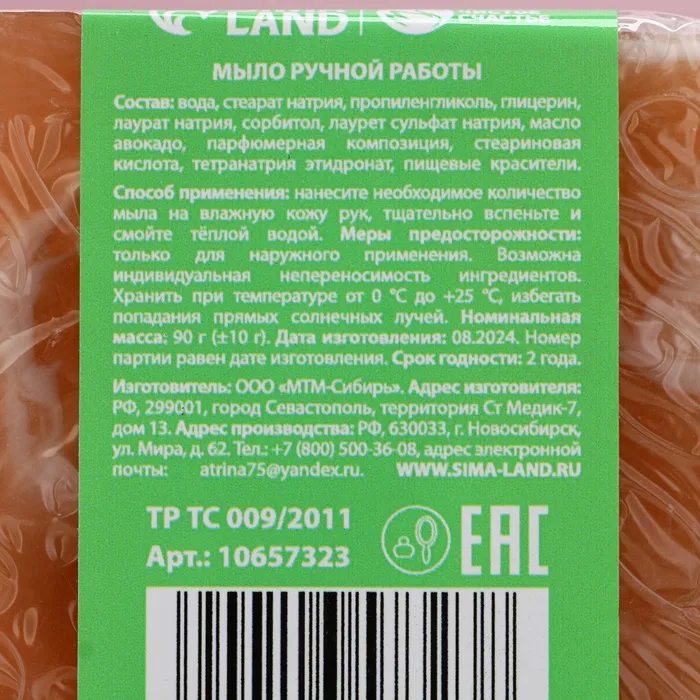 LAND
СЧАСТЬЕ
МЫЛО РУЧНОЙ РАБОТЫ
Состав: вода, стеарат натрия, пропиленгликоль, глицерин,
лаурат натрия, сорбитол, лаурет сульфат натрия, масло
авокадо, парфюмерная композиция, стеариновая
кислота, тетранатрия этидронат, пищевые красители.
Способ применения: нанесите необходимое количество
мыла на влажную кожу рук, тщательно вспеньте и
смойте тёплой водой. Меры предосторожности:
только для наружного применения. Возможна
индивидуальная непереносимость ингредиентов.
Хранить при температуре от 0 °C до +25 °C, избегать
попадания прямых солнечных лучей. Номинальная
масса: 90 г (±10 г). Дата изготовления: 08.2024. Номер
партии равен дате изготовления. Срок годности: 2 года.
Изготовитель: ООО «МТМ-Сибирь». Адрес изготовителя:
РФ, 299001, город Севастополь, территория Ст Медик-7,
дом 13. Адрес производства: РФ, 630033, г. Новосибирск,
ул. Мира, д. 62. Тел.: +7 (800) 500-36-08, адрес электронной
почты: atrina75@yandex.ru. WWW.SIMA-LAND.RU
ТР ТС 009/2011
Арт.: 10657323
EAC